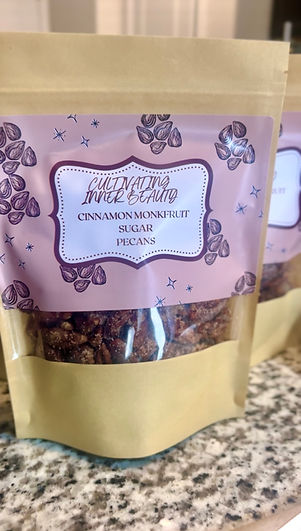 CULTIVATING
INNER BEAUTY
CINNAMON MONKFRUIT
SUGAR
PECANS